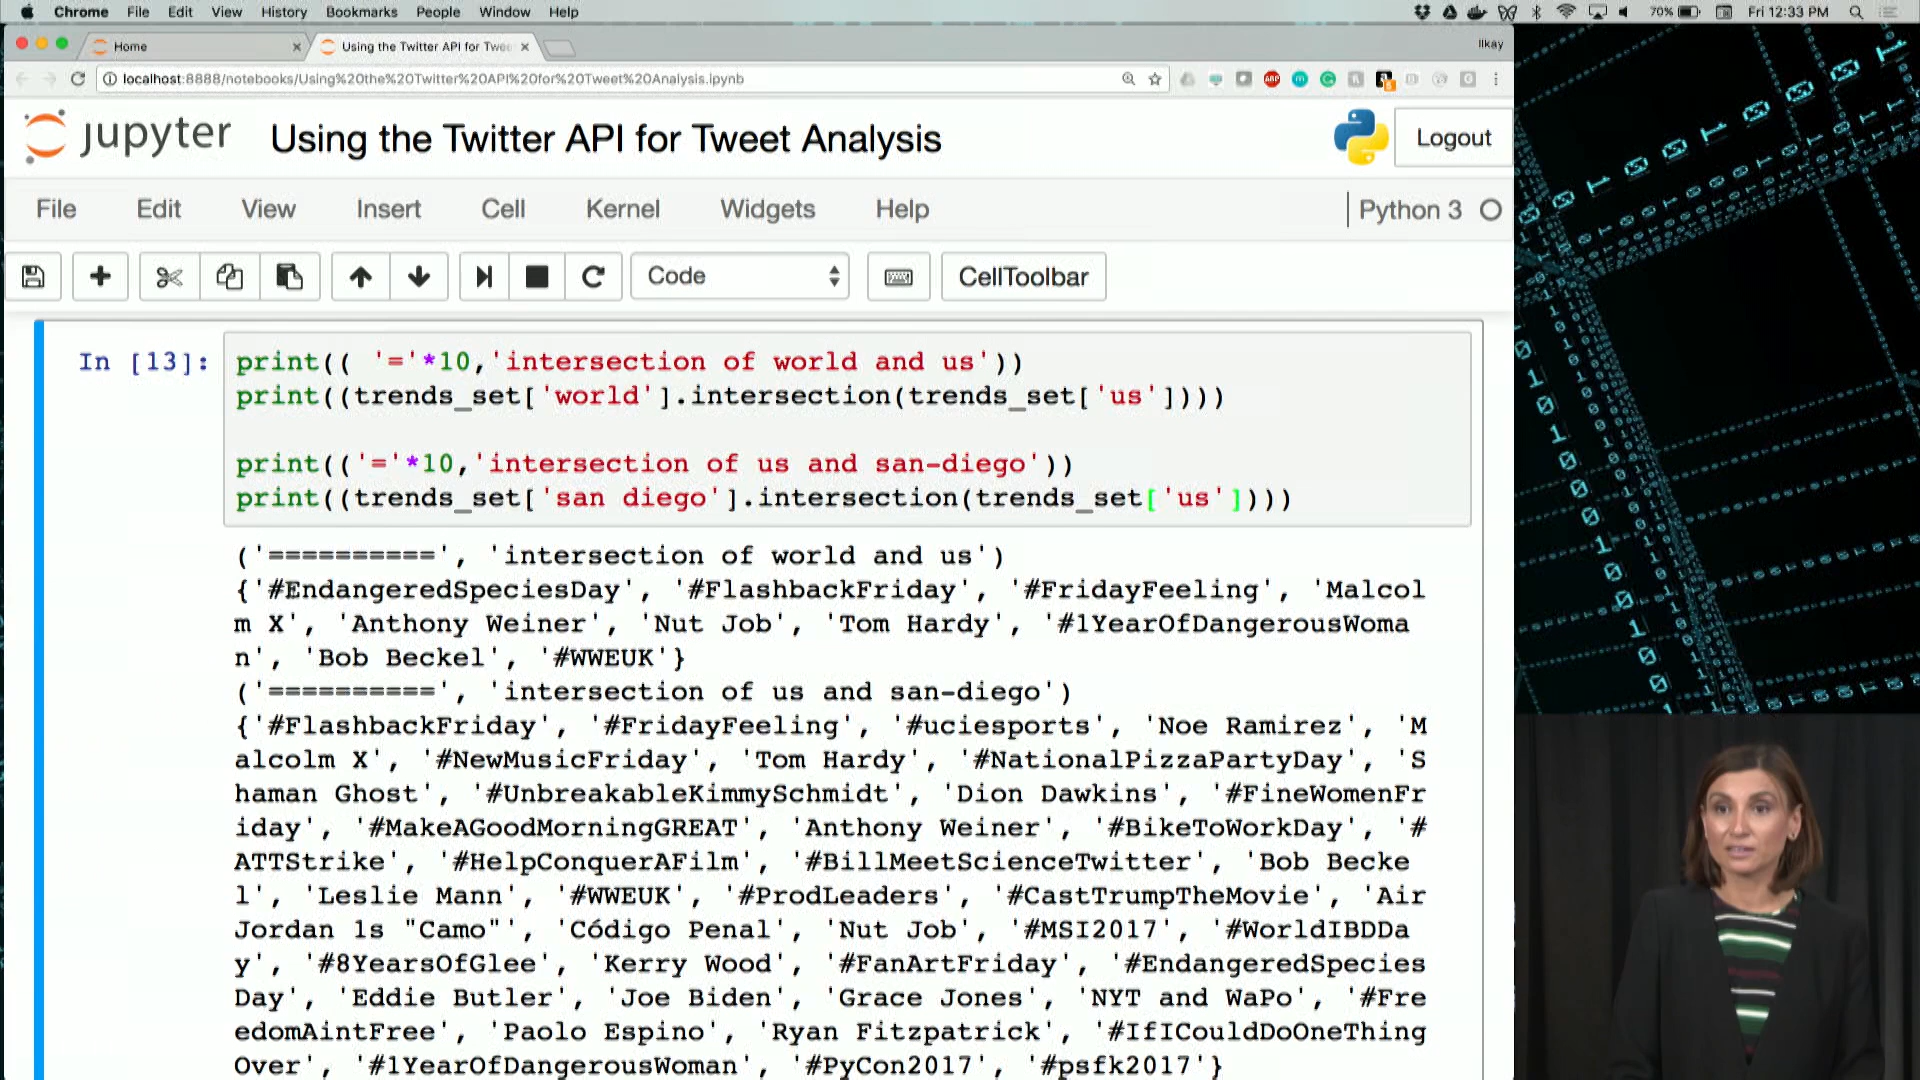 Chrome File Edit View History Bookmarks People Window Help 70% Fri 12:33 PM
Home Using the Twitter API for Twee Ilkay
localhost:8888/notebooks/Using%20the%20Twitter%20API%20for%20Tweet%20Analysis.ipynb
jupyter Using the Twitter API for Tweet Analysis Logout
File Edit View Insert Cell Kernel Widgets Help Python 3
Code CellToolbar
In [13]: print(( '='*10,'intersection of world and us'))
print((trends_set['world'].intersection(trends_set['us'])))
print(('='*10,'intersection of us and san-diego'))
print((trends_set['san diego'].intersection(trends_set['us'])))
('==========', 'intersection of world and us')
{'#EndangeredSpeciesDay', '#FlashbackFriday', '#FridayFeeling', 'Malcol
m X', 'Anthony Weiner', 'Nut Job', 'Tom Hardy', '#1YearOfDangerousWoma
n', 'Bob Beckel', '#WWEUK'}
('==========', 'intersection of us and san-diego')
{'#FlashbackFriday', '#FridayFeeling', '#uciesports', 'Noe Ramirez', 'M
alcolm X', '#NewMusicFriday', 'Tom Hardy', '#NationalPizzaPartyDay', 'S
haman Ghost', '#UnbreakableKimmySchmidt', 'Dion Dawkins', '#FineWomenFr
iday', '#MakeAGoodMorningGREAT', 'Anthony Weiner', '#BikeToWorkDay', '#
ATTStrike', '#HelpConquerAFilm', '#BillMeetScienceTwitter', 'Bob Becke
l', 'Leslie Mann', '#WWEUK', '#ProdLeaders', '#CastTrumpTheMovie', 'Air
Jordan 1s "Camo"', 'Código Penal', 'Nut Job', '#MSI2017', '#WorldIBDDa
y', '#8YearsOfGlee', 'Kerry Wood', '#FanArtFriday', '#EndangeredSpecies
Day', 'Eddie Butler', 'Joe Biden', 'Grace Jones', 'NYT and WaPo', '#Fre
edomAintFree', 'Paolo Espino', 'Ryan Fitzpatrick', '#IfICouldDoOneThing
Over', '#1YearOfDangerousWoman', '#PyCon2017', '#psfk2017'}